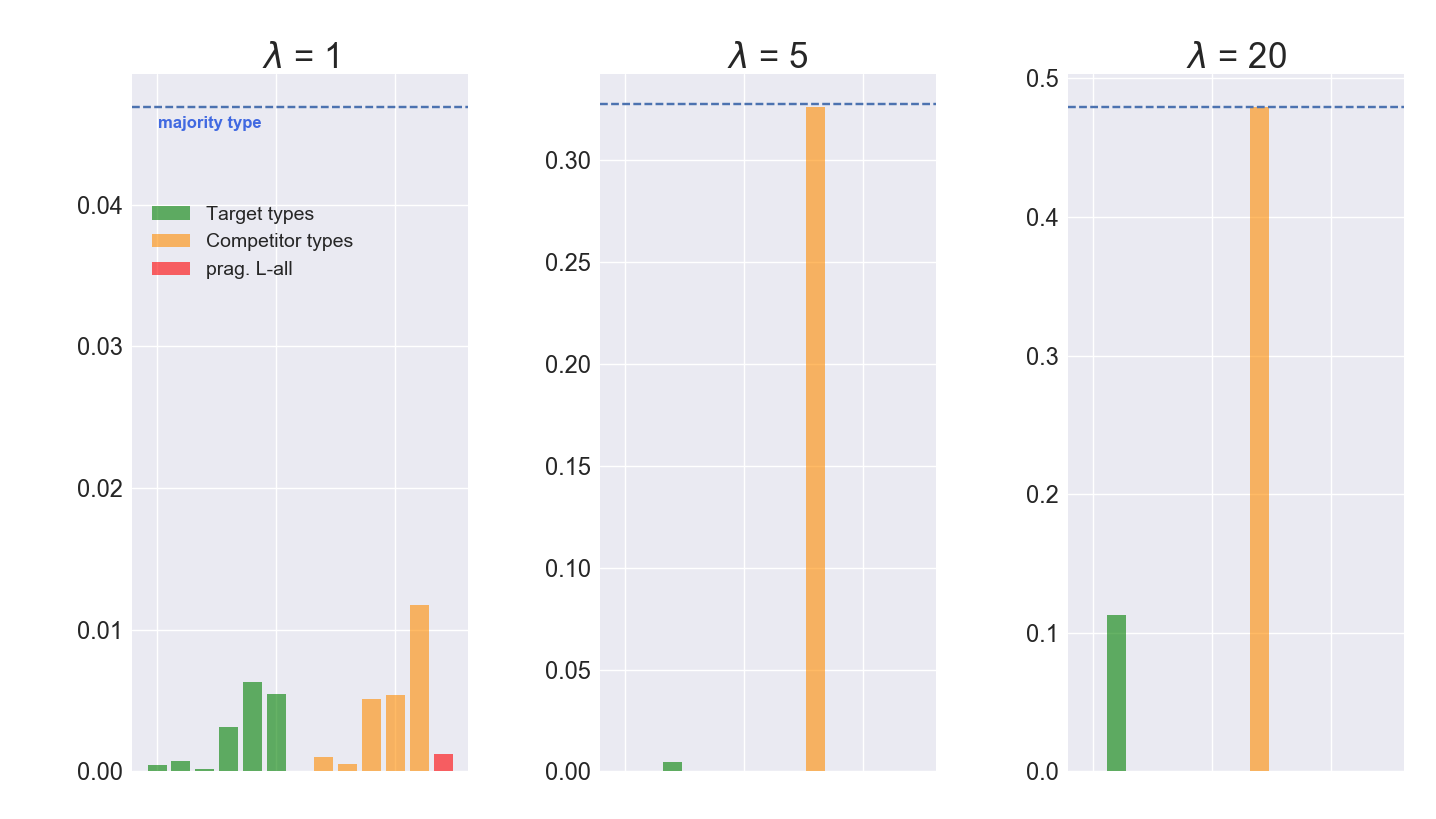 λ = 1
majority type
Target types
Competitor types
prag. L-all
0.04
0.03
0.02
0.01
0.00
λ = 5
0.30
0.25
0.20
0.15
0.10
0.05
0.00
λ = 20
0.5
0.4
0.3
0.2
0.1
0.0